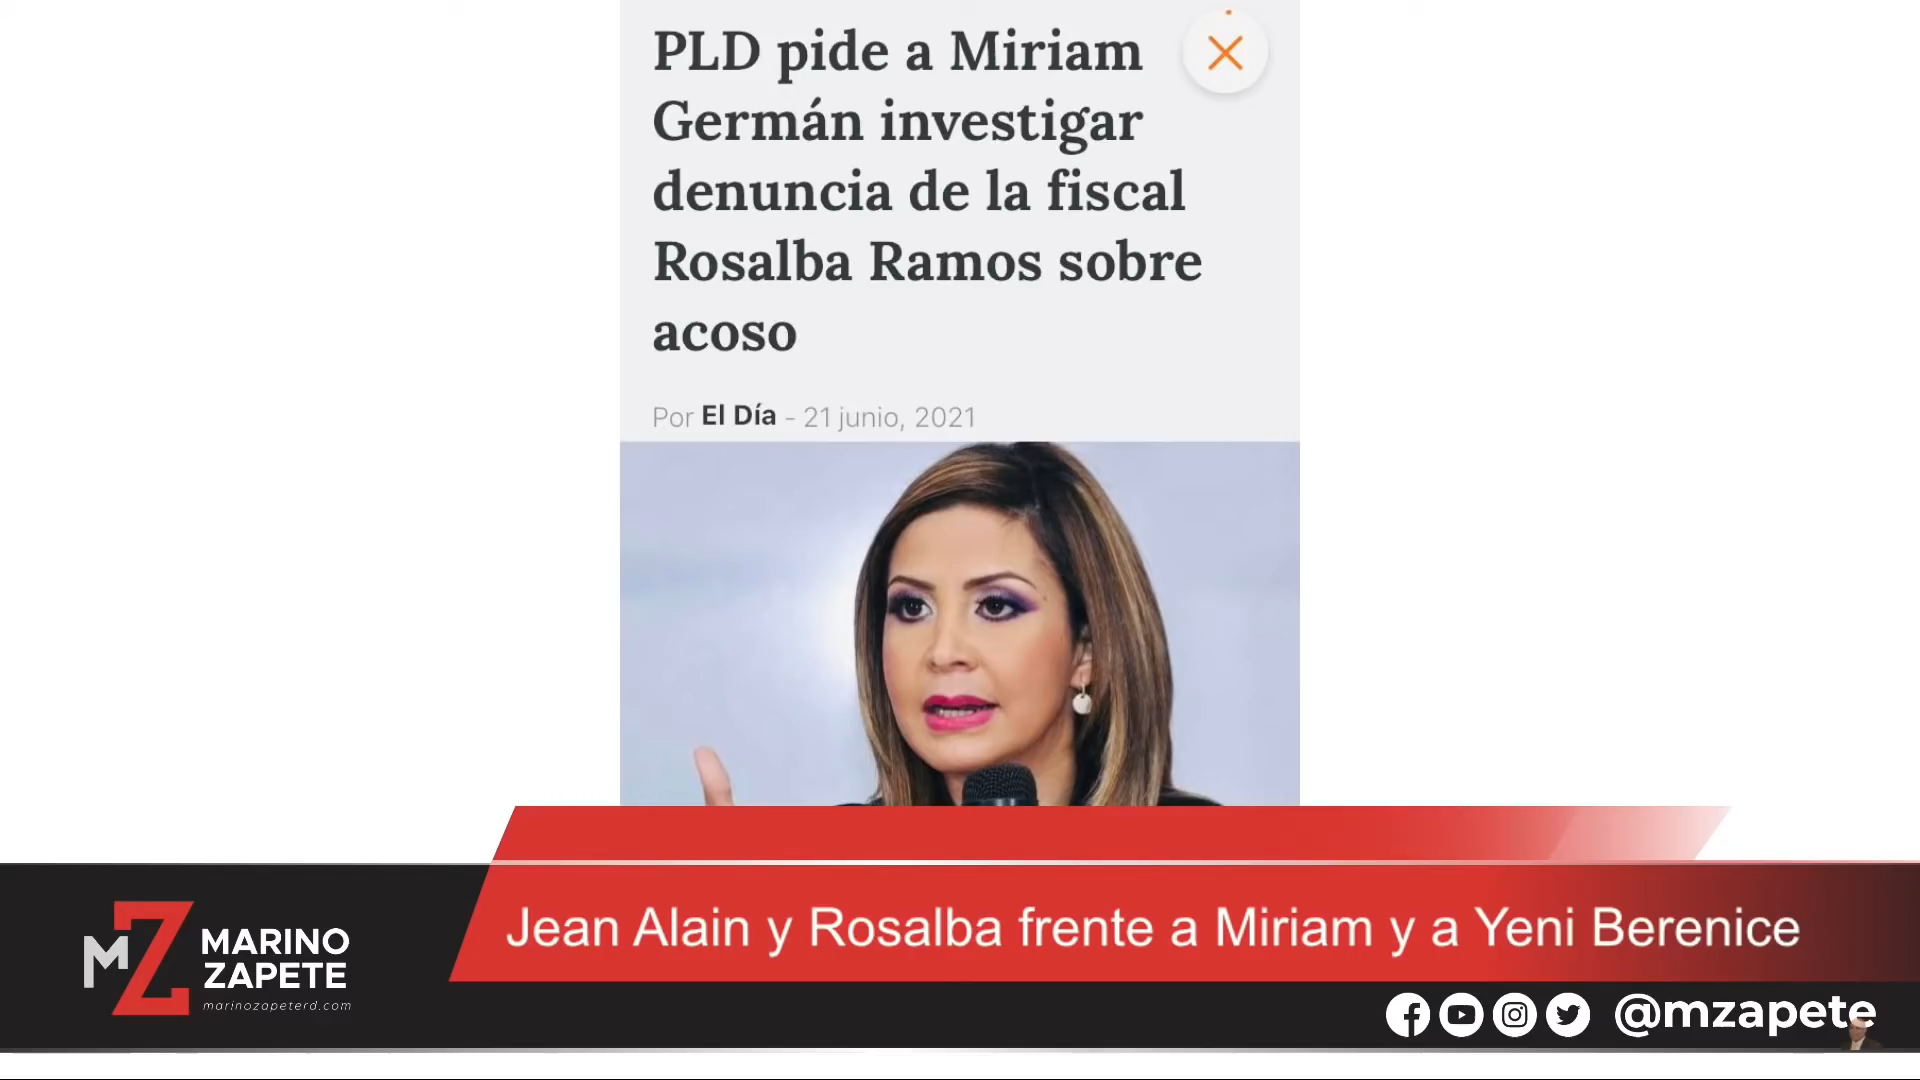 PLD pide a Miriam
Germán investigar
denuncia de la fiscal
Rosalba Ramos sobre
acoso
Por El Día - 21 junio, 2021
Jean Alain y Rosalba frente a Miriam y a Yeni Berenice
MZ MARINO
ZAPETE
marinozapeterd.com
@mzapete